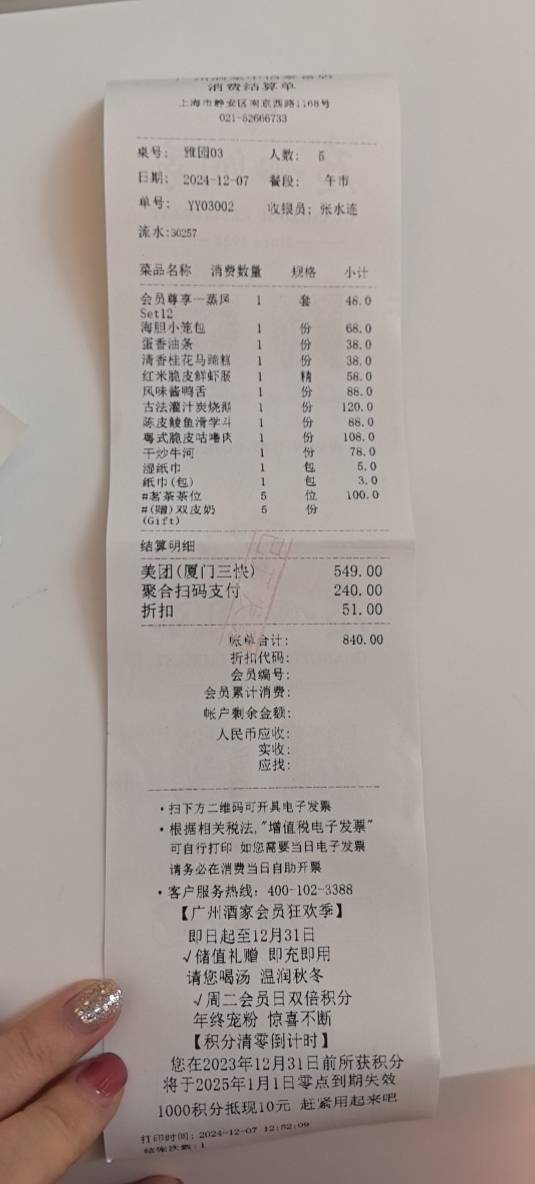 消费结算单
上海市静安区南京西路1168号
021-52666733
桌号: 雅园03 人数: 5
日期: 2024-12-07 餐段: 午市
单号: YY03002 收银员: 张水连
流水:30257
菜品名称 消费数量 规格 小计
会员尊享一蒸凤 1 套 48.0
Set12
海胆小笼包 1 份 68.0
蛋香油条 1 份 38.0
清香桂花马蹄糕 1 份 38.0
红米脆皮鲜虾肠 1 精 58.0
风味酱鸭舌 1 份 88.0
古法灌汁炭烧 1 份 120.0
陈皮鲮鱼滑学斗 1 份 88.0
粤式脆皮咕噜肉 1 份 108.0
干炒牛河 1 份 78.0
湿纸巾 1 包 5.0
纸巾(包) 1 包 3.0
#茗茶茶位 5 位 100.0
#(赠)双皮奶 5 份
(Gift)
结算明细
美团(厦门三快) 549.00
聚合扫码支付 240.00
折扣 51.00
帐单合计: 840.00
折扣代码:
会员编号:
会员累计消费:
帐户剩余金额:
人民币应收:
实收:
应找:
·扫下方二维码可开具电子发票
·根据相关税法,"增值税电子发票"
可自行打印 如您需要当日电子发票
请务必在消费当日自助开票
·客户服务热线: 400-102-3388
【广州酒家会员狂欢季】
即日起至12月31日
√储值礼赠 即充即用
请您喝汤 温润秋冬
√周二会员日双倍积分
年终宠粉 惊喜不断
【积分清零倒计时】
您在2023年12月31日前所获积分
将于2025年1月1日零点到期失效
1000积分抵现10元 赶紧用起来吧
打印时间: 2024-12-07 12:52:09
结账次数:1